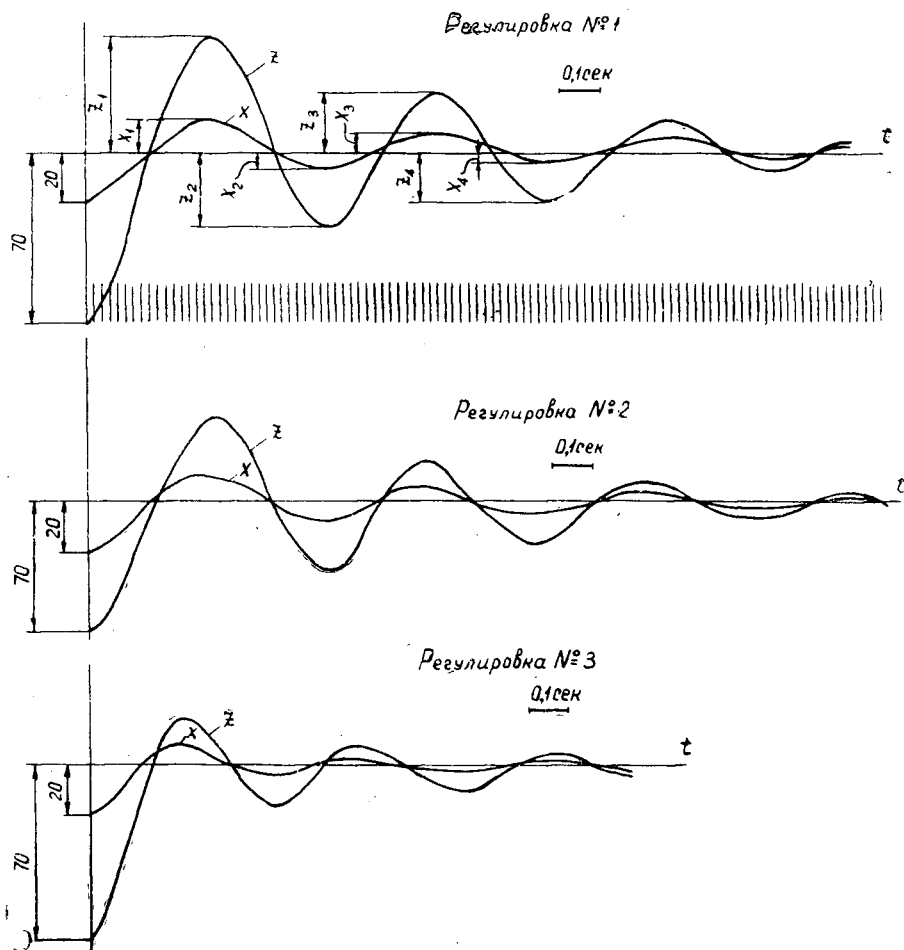 Регулировка №1
0,1сек
z
x
z₁
x₁
z₃
x₃
t
20
70
z₂
x₂
z₄
x₄
Регулировка №2
0,1сек
z
x
t
20
70
Регулировка №3
0,1сек
z
x
t
20
70